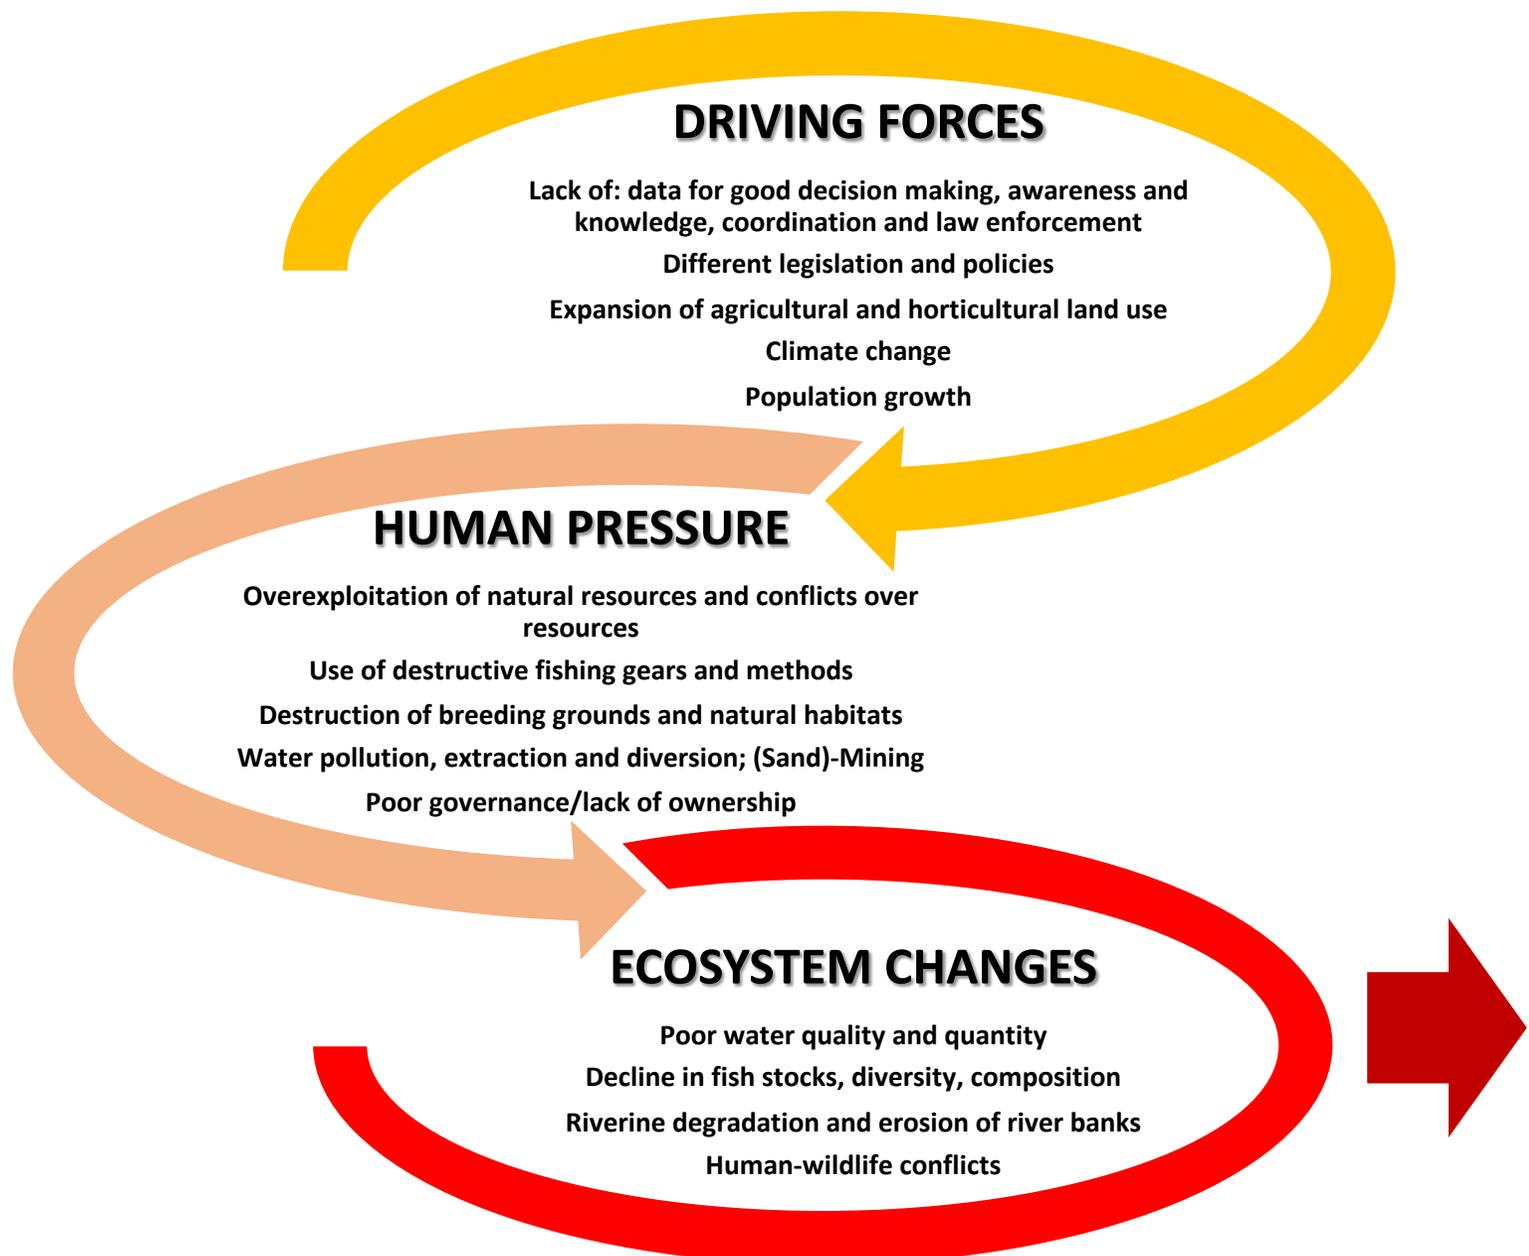 DRIVING FORCES
Lack of: data for good decision making, awareness and
knowledge, coordination and law enforcement
Different legislation and policies
Expansion of agricultural and horticultural land use
Climate change
Population growth
HUMAN PRESSURE
Overexploitation of natural resources and conflicts over
resources
Use of destructive fishing gears and methods
Destruction of breeding grounds and natural habitats
Water pollution, extraction and diversion; (Sand)-Mining
Poor governance/lack of ownership
ECOSYSTEM CHANGES
Poor water quality and quantity
Decline in fish stocks, diversity, composition
Riverine degradation and erosion of river banks
Human-wildlife conflicts